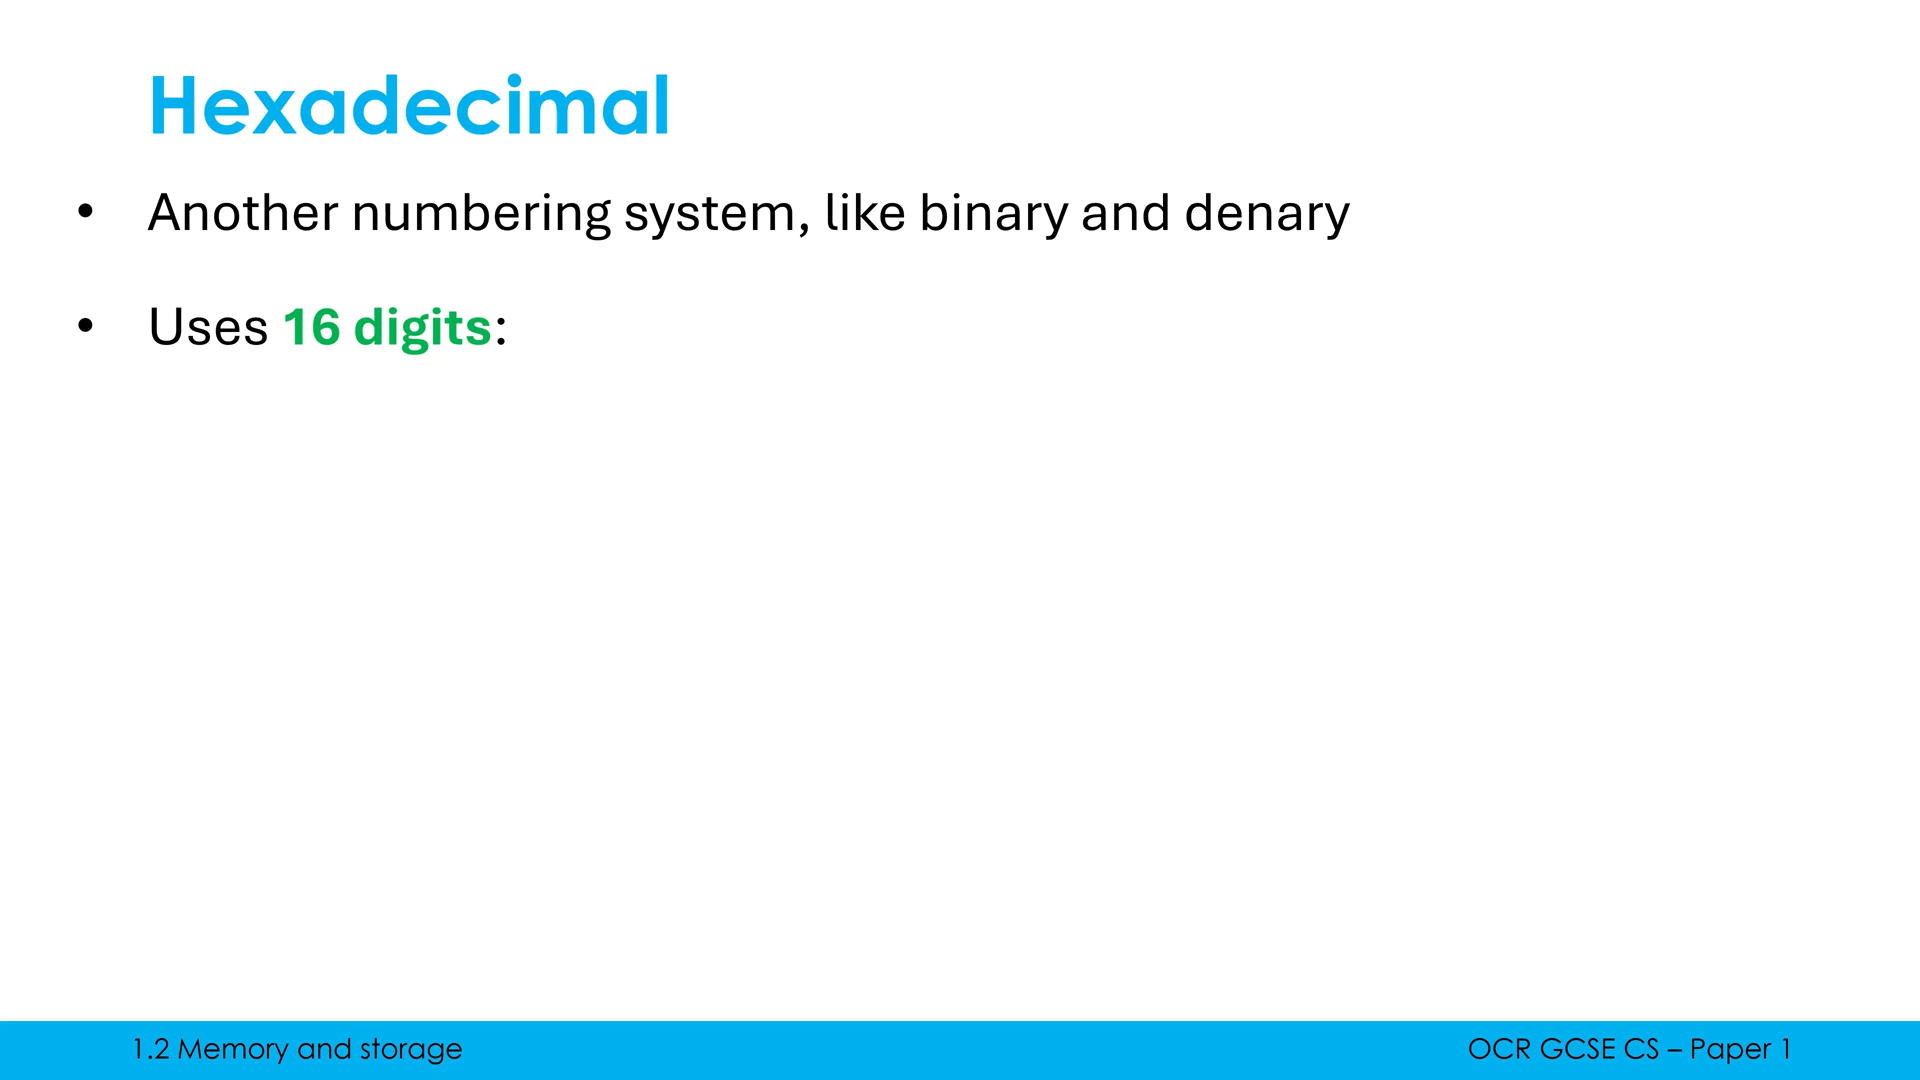 Hexadecimal
• Another numbering system, like binary and denary
• Uses 16 digits:
1.2 Memory and storage
OCR GCSE CS – Paper 1